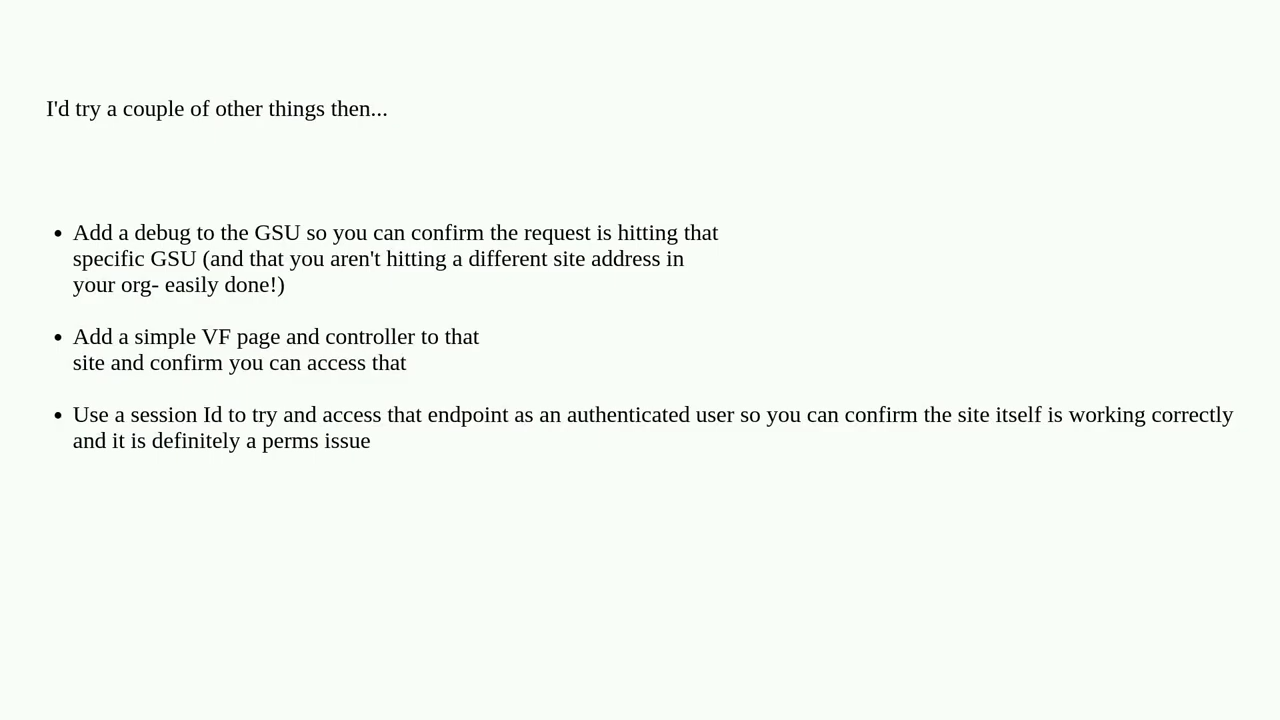 I'd try a couple of other things then...
• Add a debug to the GSU so you can confirm the request is hitting that
specific GSU (and that you aren't hitting a different site address in
your org- easily done!)
• Add a simple VF page and controller to that
site and confirm you can access that
• Use a session Id to try and access that endpoint as an authenticated user so you can confirm the site itself is working correctly
and it is definitely a perms issue